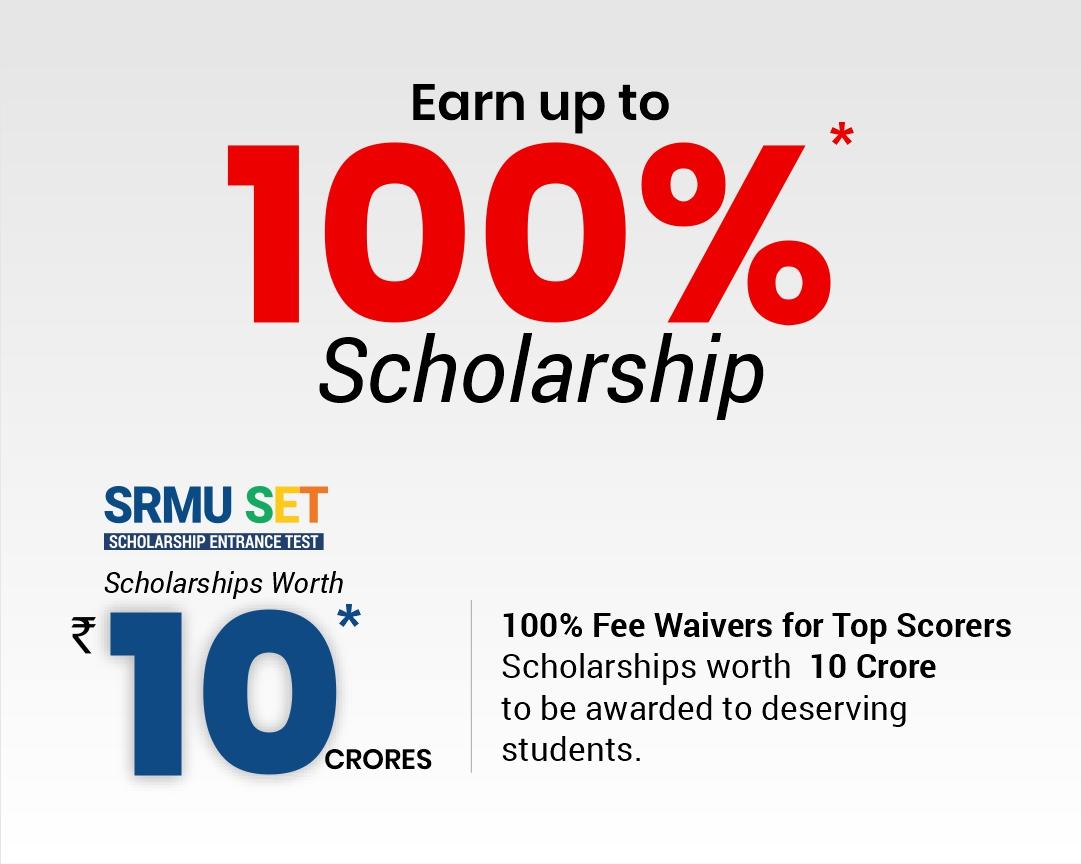 Earn up to
100%*
Scholarship
SRMU SET
SCHOLARSHIP ENTRANCE TEST
Scholarships Worth
₹10*
CRORES
100% Fee Waivers for Top Scorers
Scholarships worth 10 Crore
to be awarded to deserving
students.